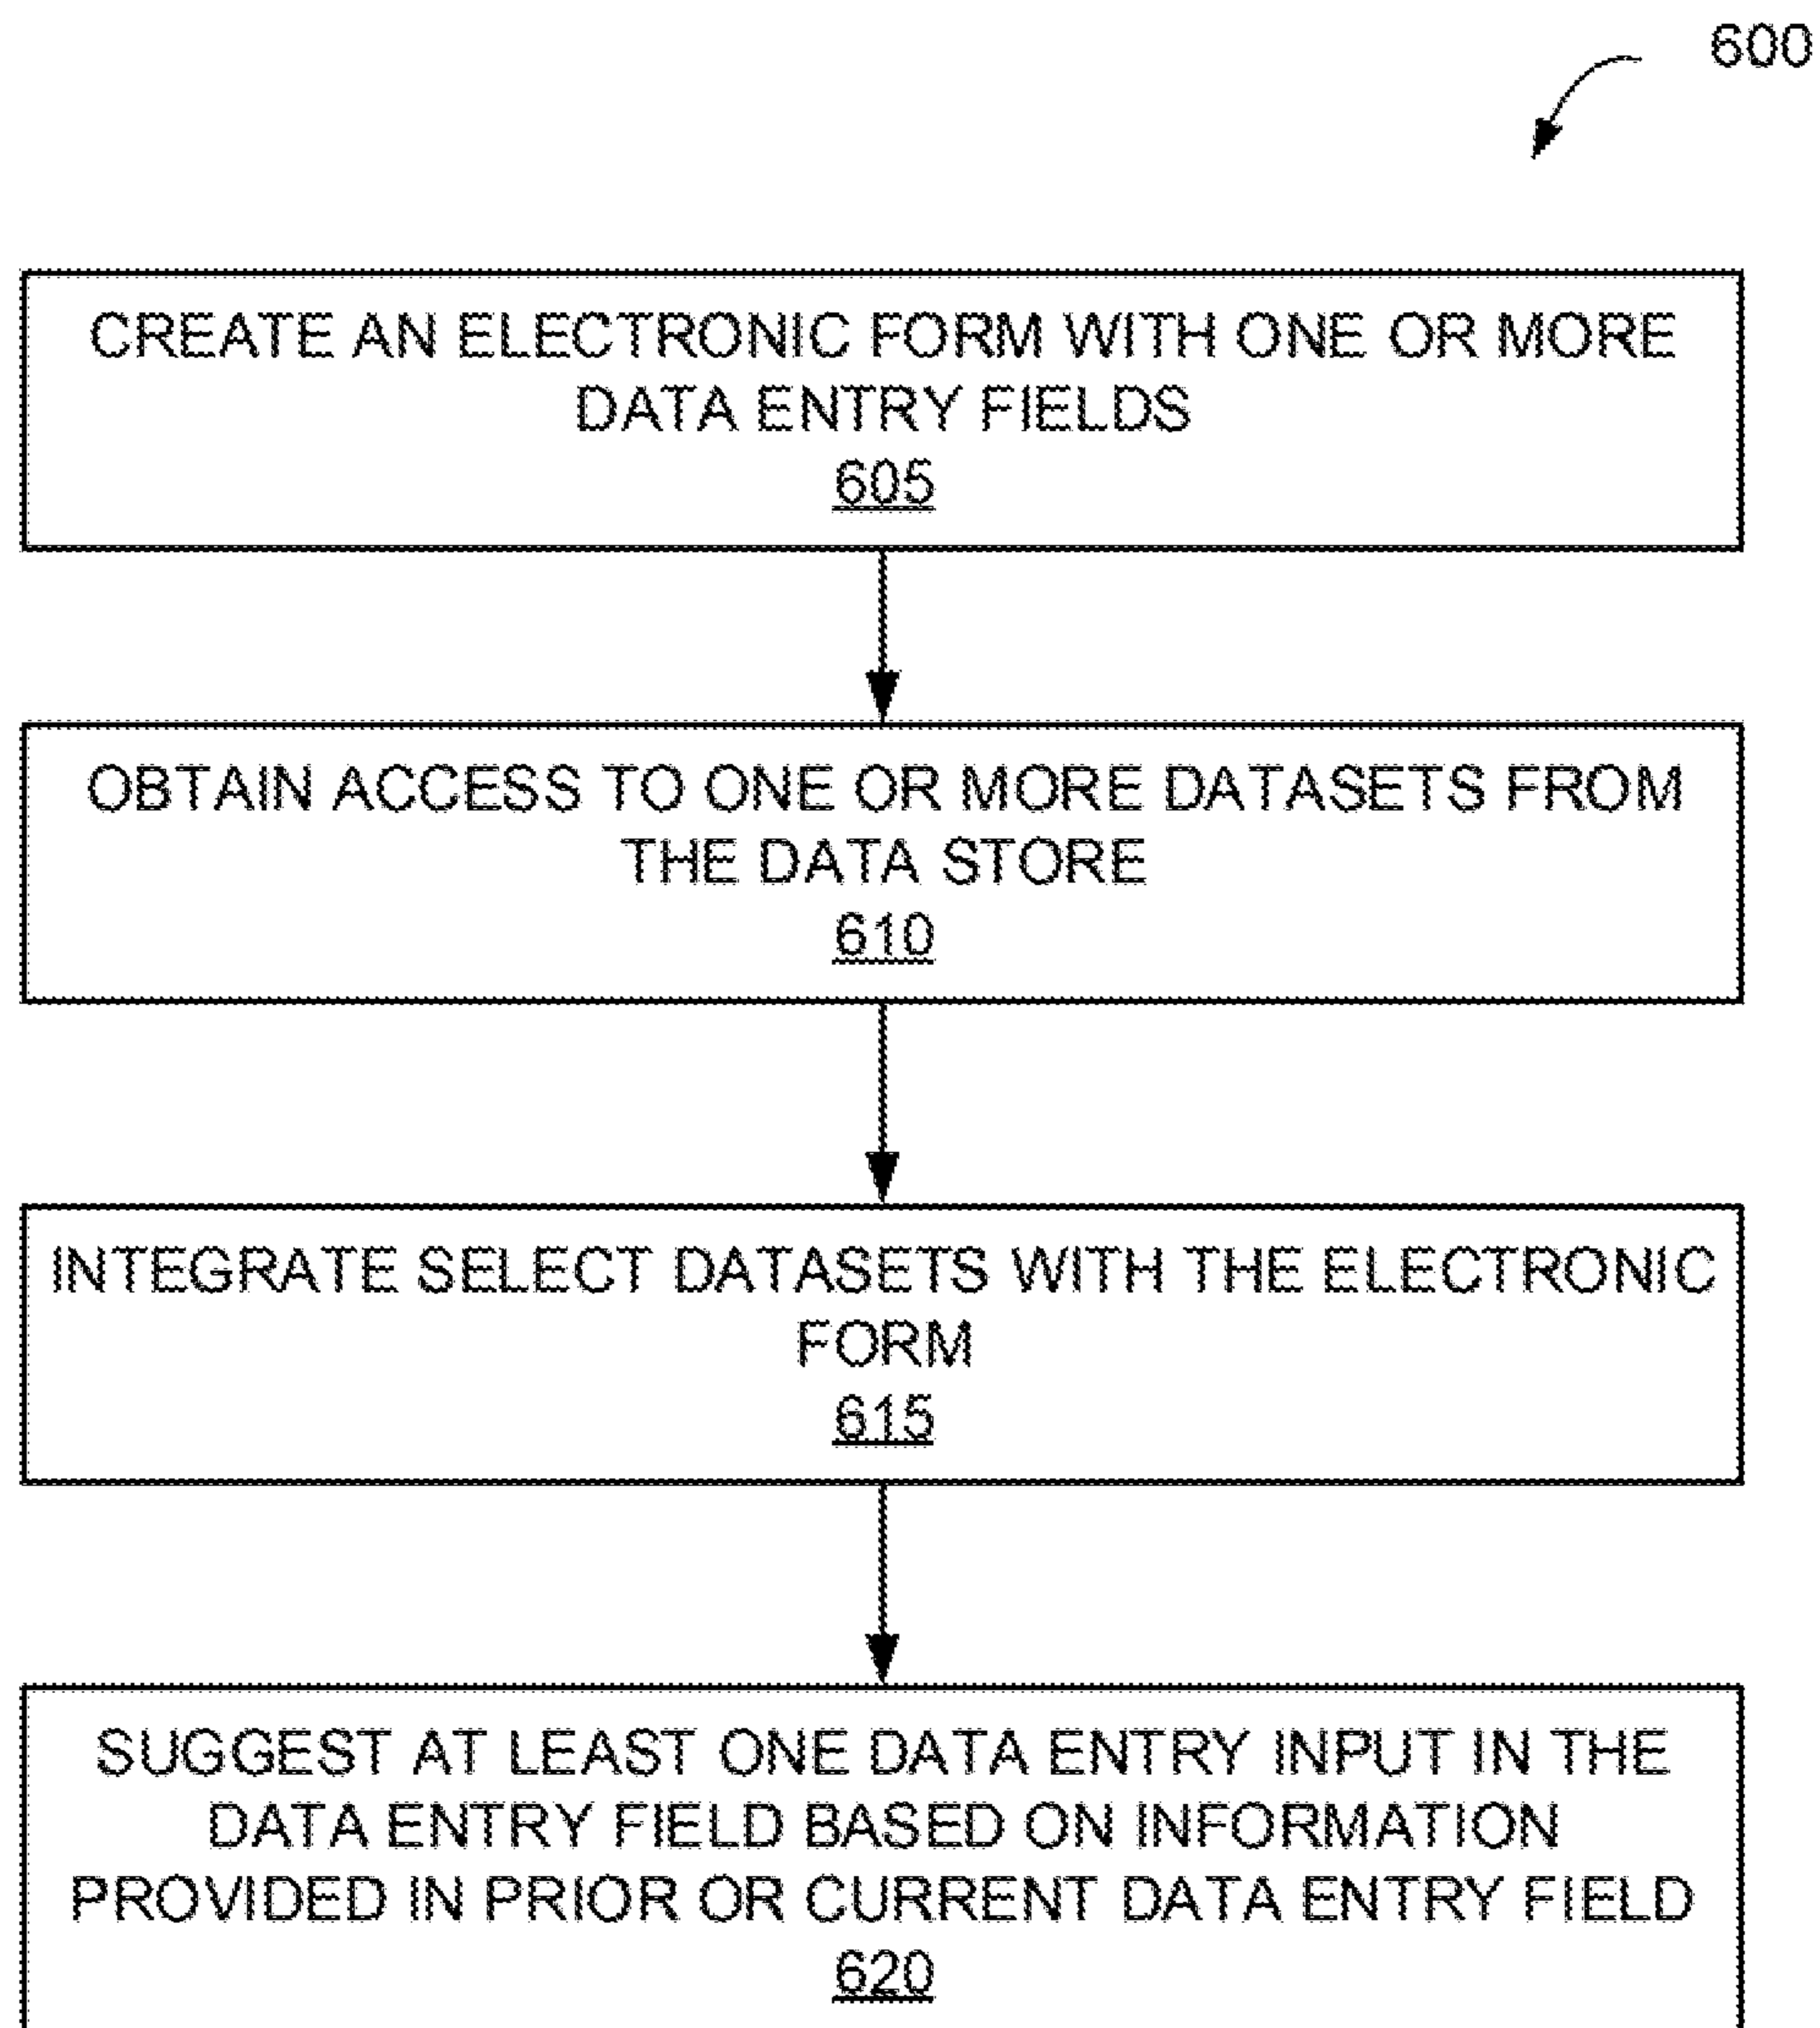 600
CREATE AN ELECTRONIC FORM WITH ONE OR MORE
DATA ENTRY FIELDS
605
OBTAIN ACCESS TO ONE OR MORE DATASETS FROM
THE DATA STORE
610
INTEGRATE SELECT DATASETS WITH THE ELECTRONIC
FORM
615
SUGGEST AT LEAST ONE DATA ENTRY INPUT IN THE
DATA ENTRY FIELD BASED ON INFORMATION
PROVIDED IN PRIOR OR CURRENT DATA ENTRY FIELD
620